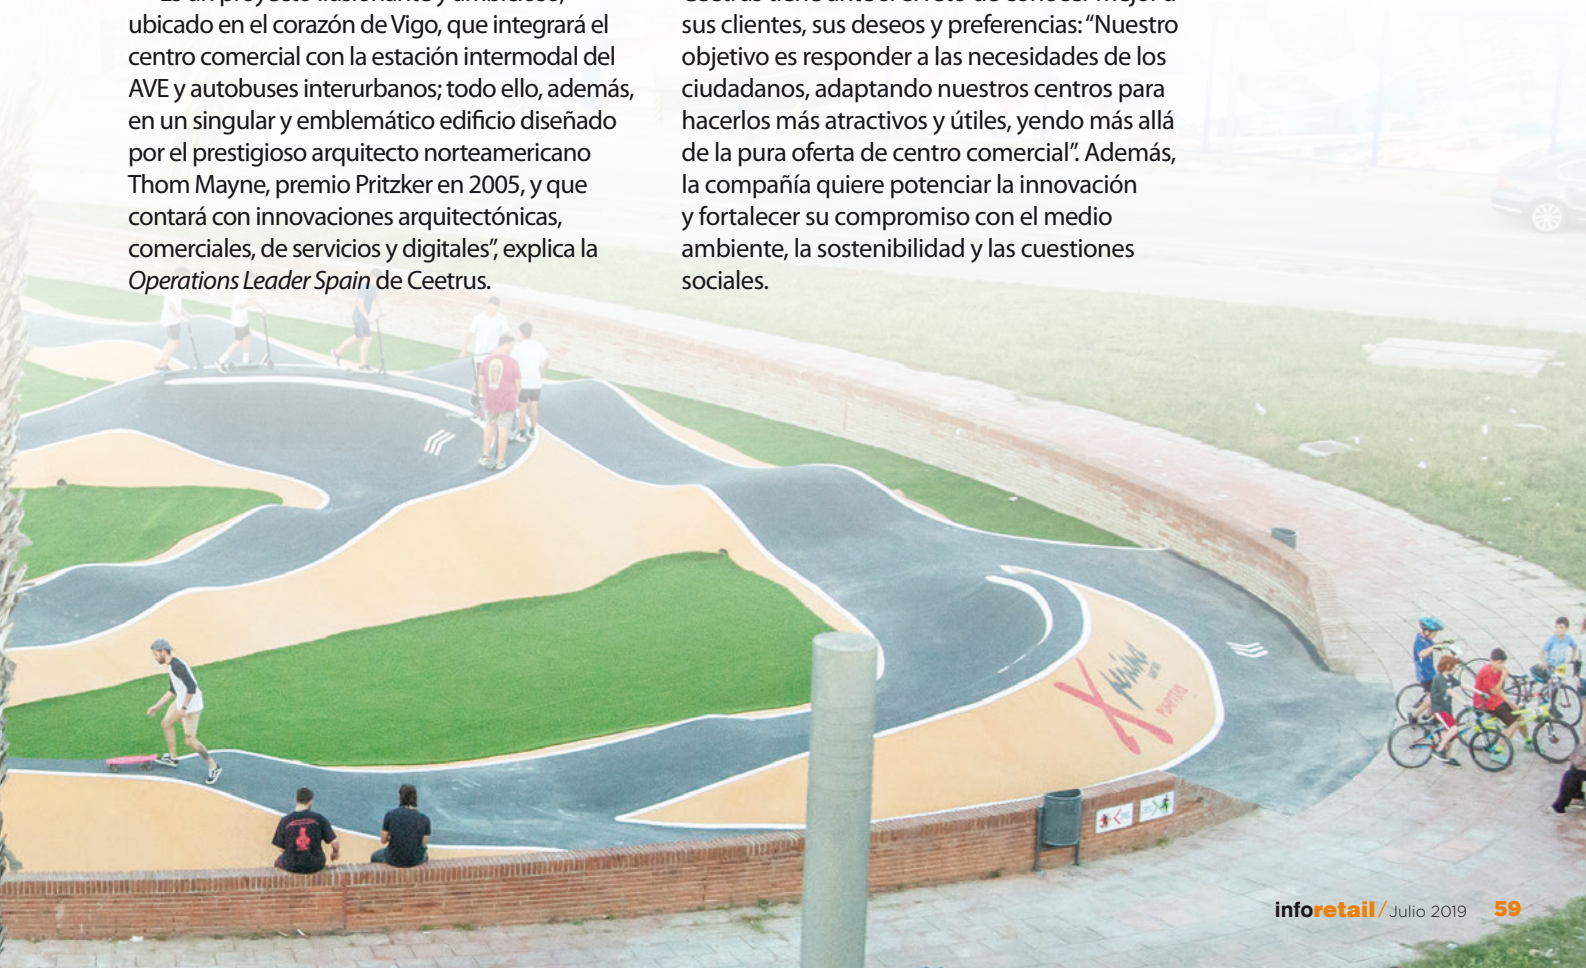 ubicado en el corazón de Vigo, que integrará el
centro comercial con la estación intermodal del
AVE y autobuses interurbanos; todo ello, además,
en un singular y emblemático edificio diseñado
por el prestigioso arquitecto norteamericano
Thom Mayne, premio Pritzker en 2005, y que
contará con innovaciones arquitectónicas,
comerciales, de servicios y digitales”, explica la
Operations Leader Spain de Ceetrus.
sus clientes, sus deseos y preferencias: “Nuestro
objetivo es responder a las necesidades de los
ciudadanos, adaptando nuestros centros para
hacerlos más atractivos y útiles, yendo más allá
de la pura oferta de centro comercial”. Además,
la compañía quiere potenciar la innovación
y fortalecer su compromiso con el medio
ambiente, la sostenibilidad y las cuestiones
sociales.
inforetail / Julio 2019 59